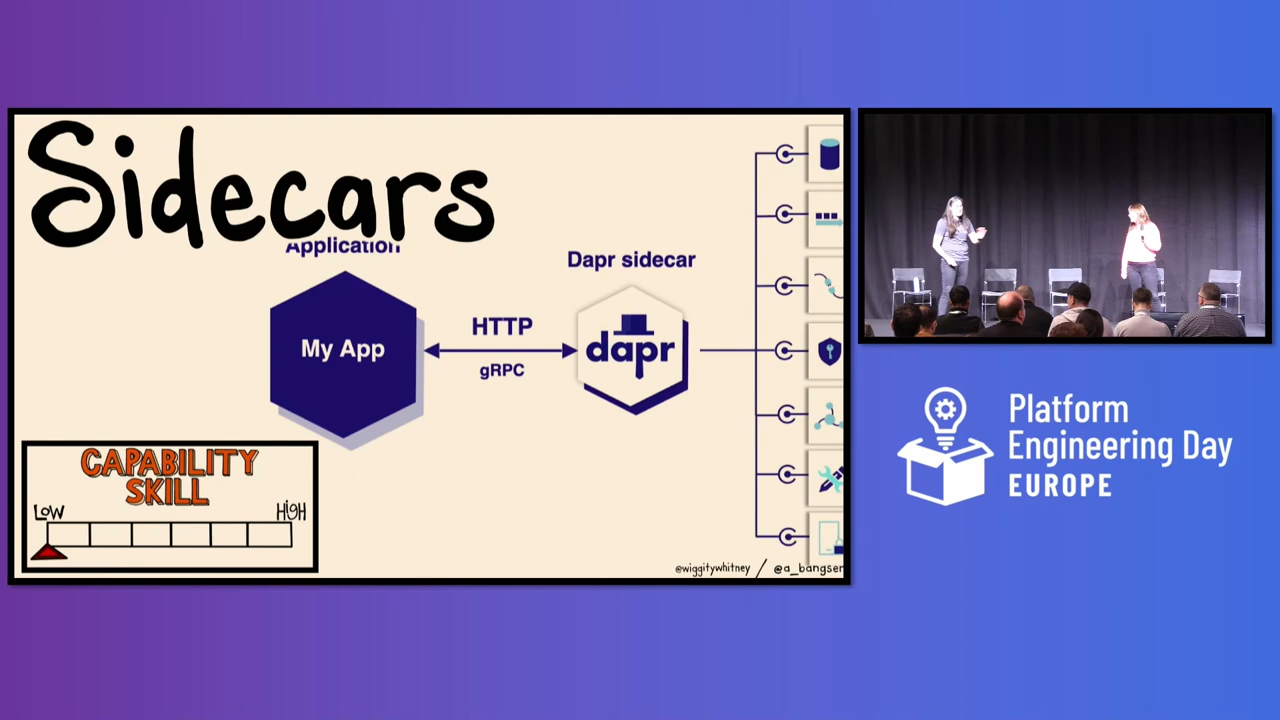 Sidecars
Application
Dapr sidecar
My App
HTTP
gRPC
dapr
CAPABILITY
SKILL
LOW
HIGH
@wiggitywhitney / @a_bangser
Platform
Engineering Day
EUROPE